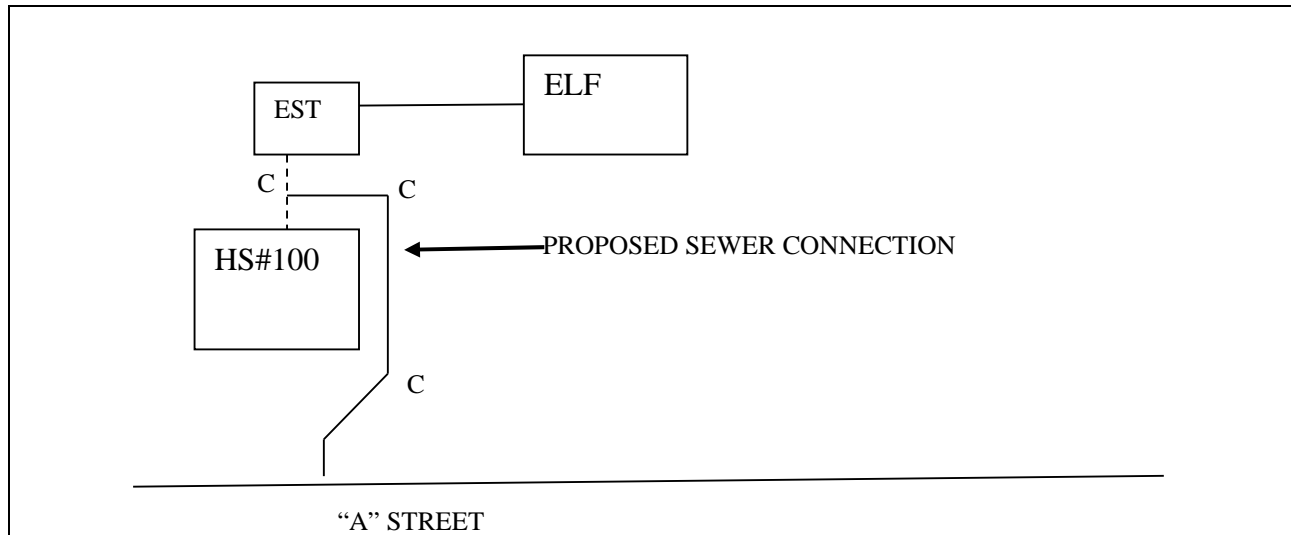 ELF
EST
C
C
PROPOSED SEWER CONNECTION
HS#100
C
“A” STREET